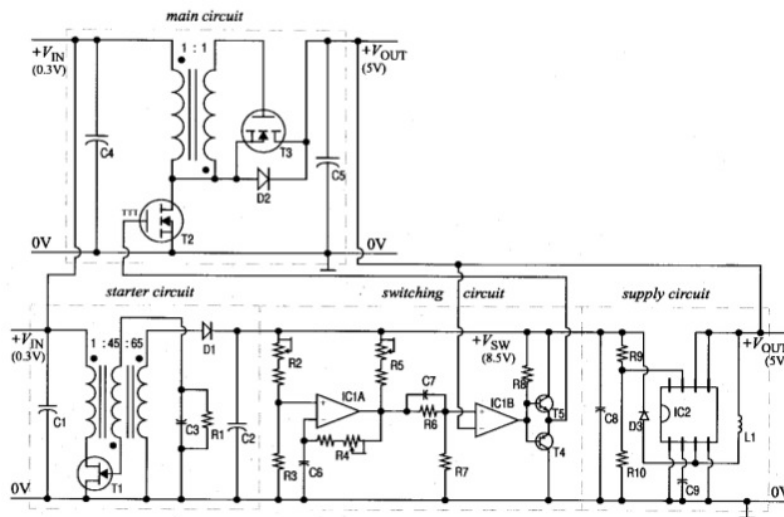 main circuit
+VIN
(0.3V)
1 : 1
+VOUT
(5V)
C4
T3
C5
D2
T2
0V
0V
starter circuit
switching circuit
supply circuit
+VIN
(0.3V)
1 : 45 : 65
D1
+VSW
(8.5V)
+VOUT
(5V)
R2
R5
C7
R8
R9
IC1A
IC1B
T5
IC2
C1
C3
R1
C2
R6
C8
D3
L1
R4
T4
T1
R3
C6
R7
R10
C9
0V
0V